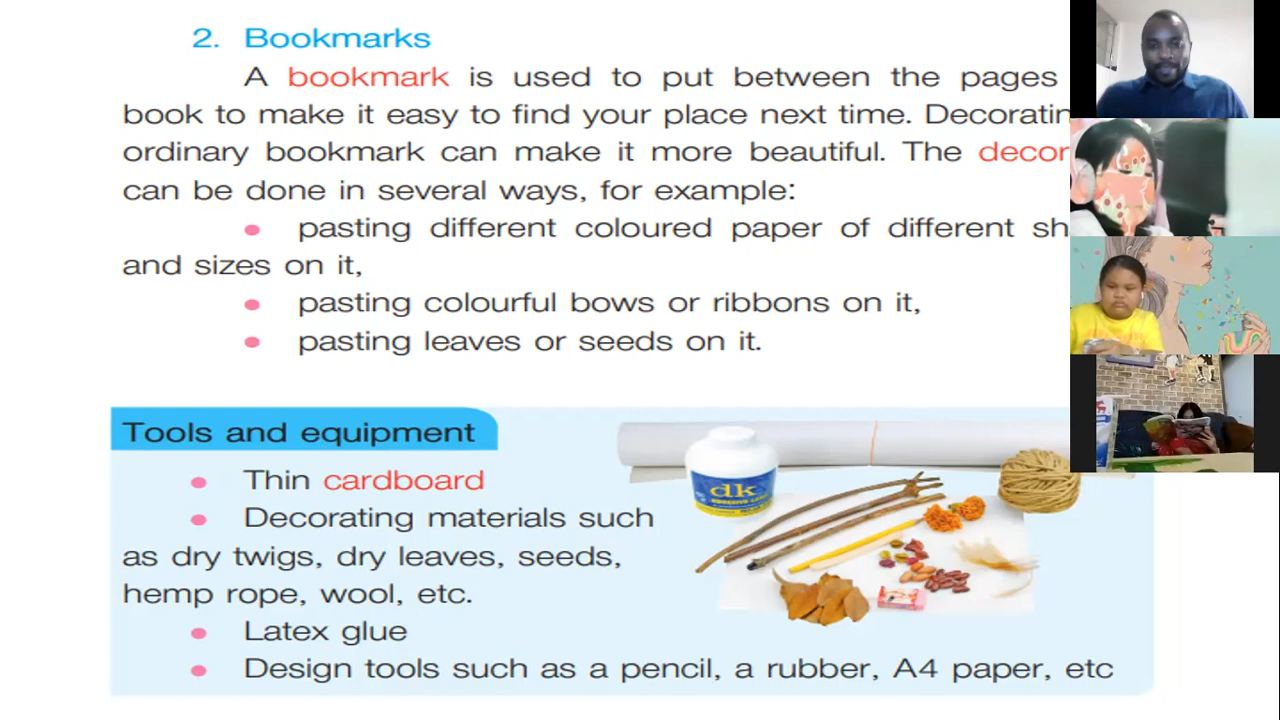 2. Bookmarks
A bookmark is used to put between the pages
book to make it easy to find your place next time.
ordinary bookmark can make it more beautiful. The
can be done in several ways, for example:
• pasting different coloured paper of different
and sizes on it,
• pasting colourful bows or ribbons on it,
• pasting leaves or seeds on it.
Tools and equipment
• Thin cardboard
• Decorating materials such
as dry twigs, dry leaves, seeds,
hemp rope, wool, etc.
• Latex glue
• Design tools such as a pencil, a rubber, A4 paper, etc
dk